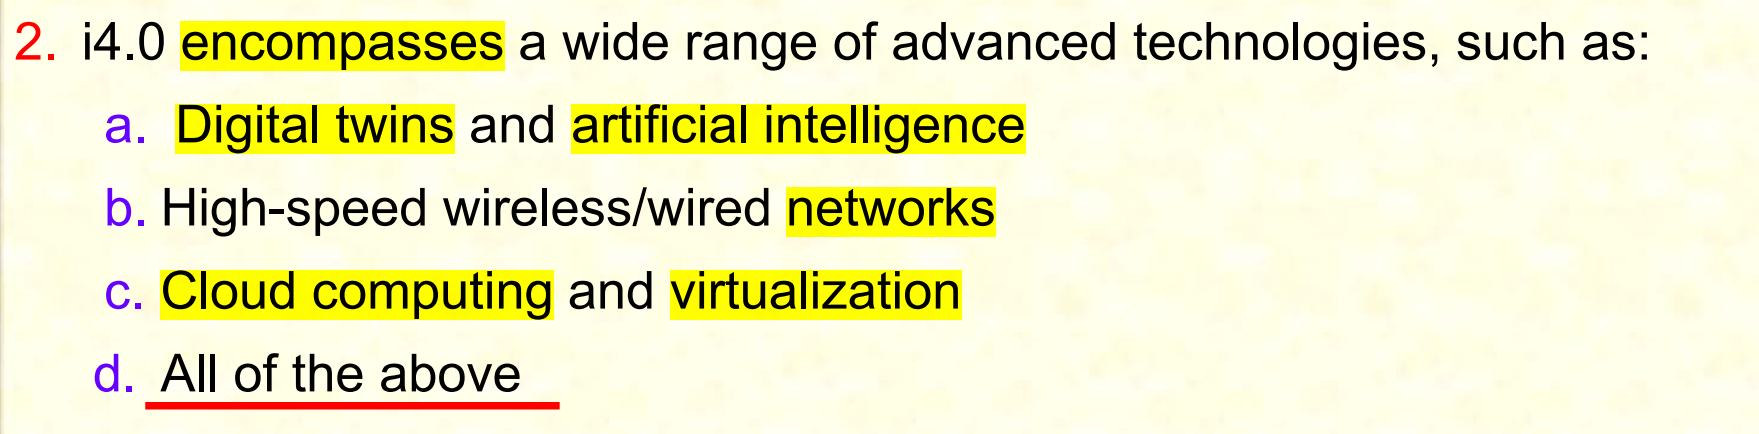 2. i4.0 encompasses a wide range of advanced technologies, such as:
a. Digital twins and artificial intelligence
b. High-speed wireless/wired networks
c. Cloud computing and virtualization
d. All of the above